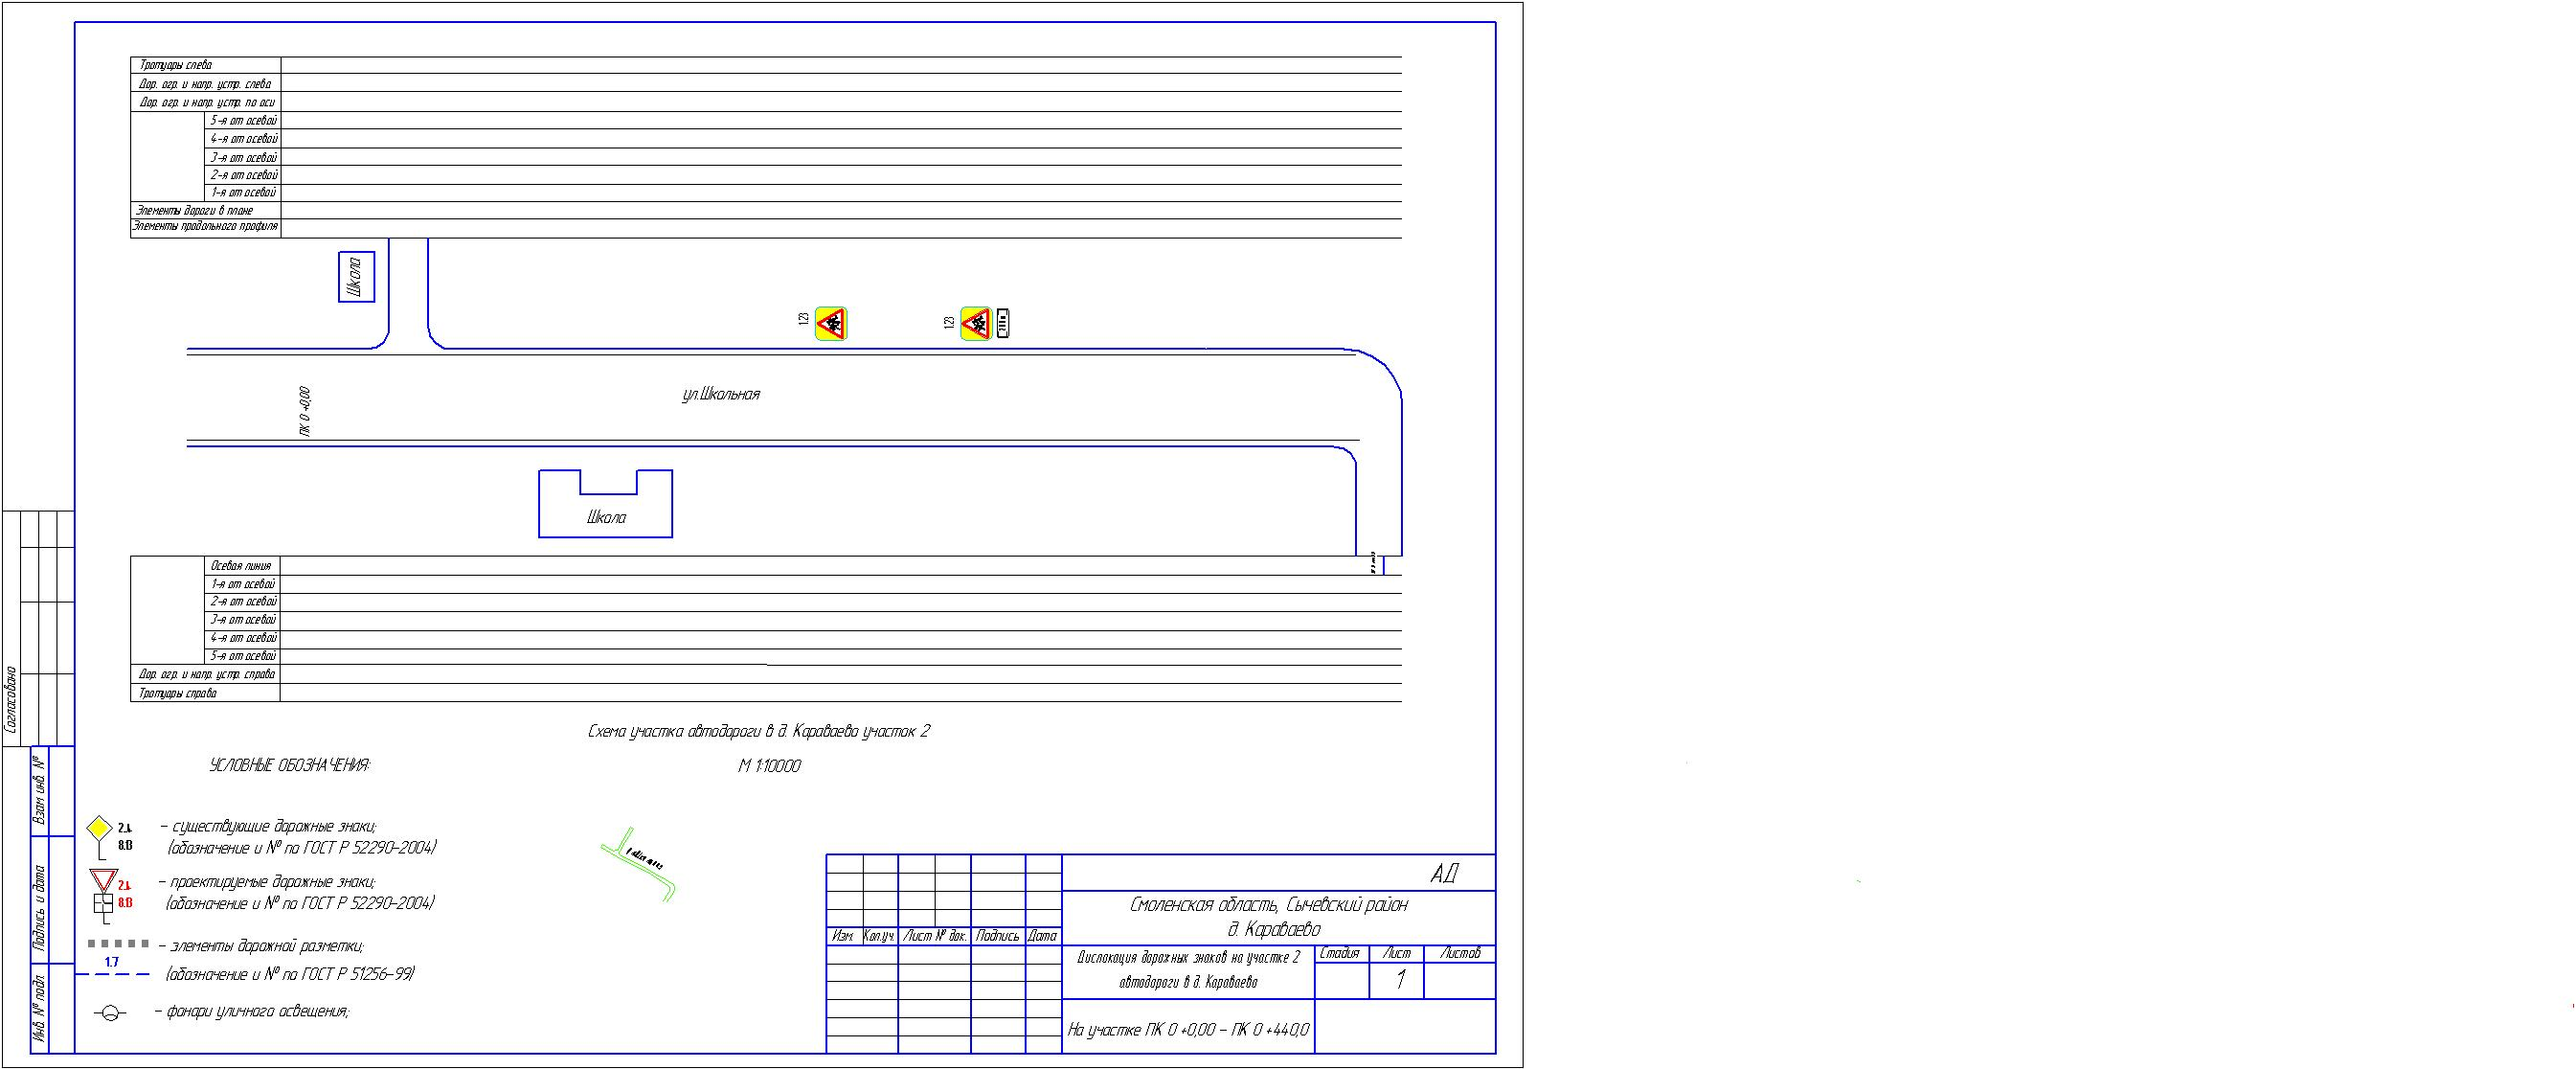 Тротуары слева
Дор. огр. и напр. устр. слева
Дор. огр. и напр. устр. по оси
5-я от осевой
4-я от осевой
3-я от осевой
2-я от осевой
1-я от осевой
Элементы дороги в плане
Элементы продольного профиля
Школа
1.23
1.23
ПК 0 +0,00
ул.Школьная
Школа
Осевая линия
1-я от осевой
2-я от осевой
3-я от осевой
4-я от осевой
5-я от осевой
Дор. огр. и напр. устр. справа
Тротуары справа
Согласовано
Взам. инв. №
Подпись и дата
Инв. № подл.
Схема участка автодороги в д. Караваево участок 2
М 1:10000
УСЛОВНЫЕ ОБОЗНАЧЕНИЯ:
2.4
8.13
- существующие дорожные знаки;
(обозначение и № по ГОСТ Р 52290-2004)
2.4
8.13
- проектируемые дорожные знаки;
(обозначение и № по ГОСТ Р 52290-2004)
- элементы дорожной разметки;
1.7
(обозначение и № по ГОСТ Р 51256-99)
- фонари уличного освещения;
АД
Смоленская область, Сычевский район
д. Караваево
Изм. Кол.уч. Лист № док. Подпись Дата
Дислокация дорожных знаков на участке 2
автодороги в д. Караваево
Стадия Лист Листов
1
На участке ПК 0 +0,00 - ПК 0 +440,0